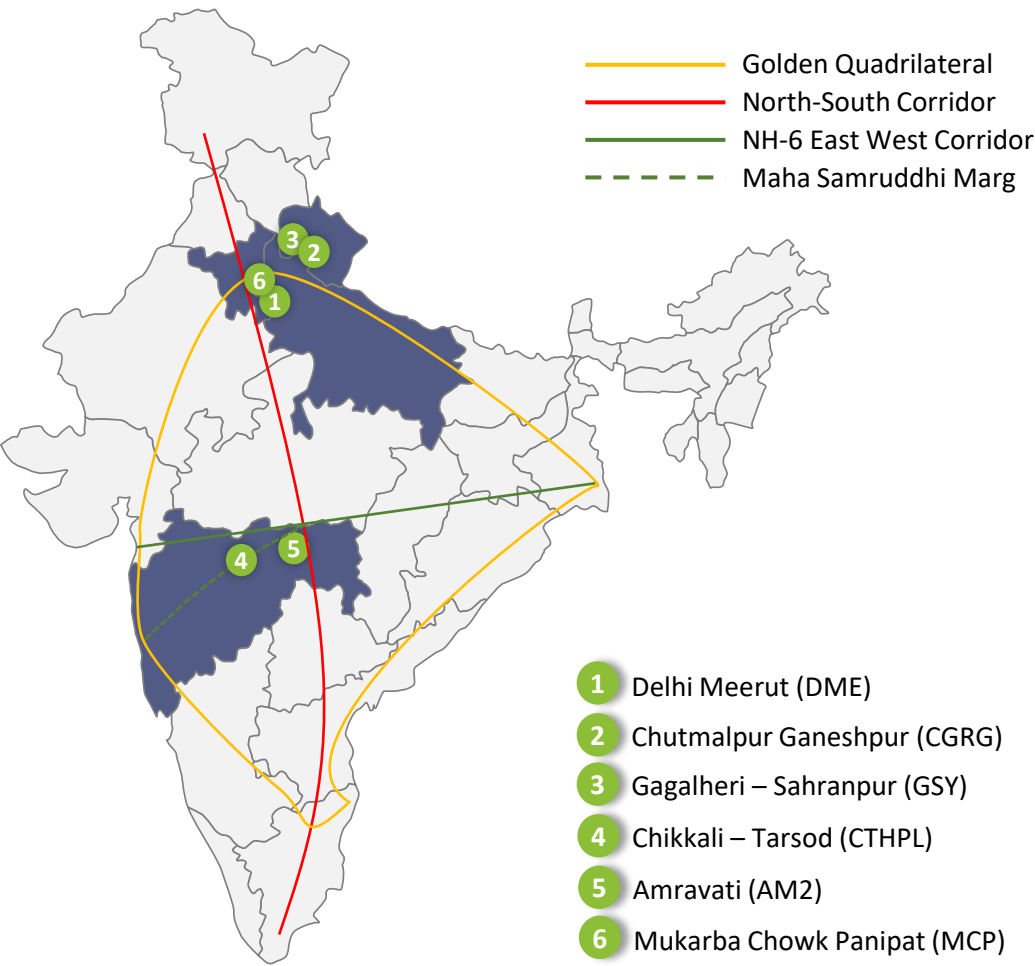 Golden Quadrilateral
North-South Corridor
NH-6 East West Corridor
Maha Samruddhi Marg
3
2
6
1
5
4
1 Delhi Meerut (DME)
2 Chutmalpur Ganeshpur (CGRG)
3 Gagalheri – Sahranpur (GSY)
4 Chikkali – Tarsod (CTHPL)
5 Amravati (AM2)
6 Mukarba Chowk Panipat (MCP)